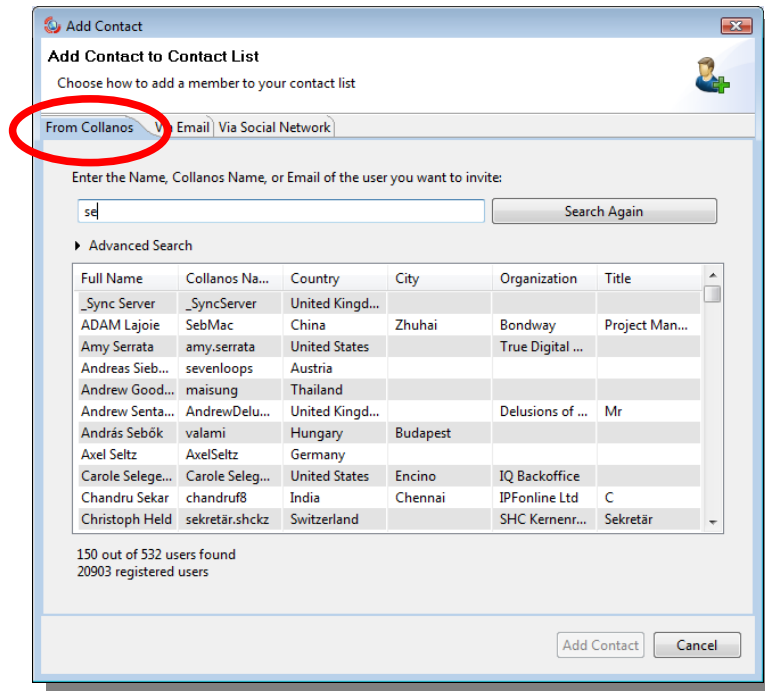 Add Contact
Add Contact to Contact List
Choose how to add a member to your contact list
From Collanos Via Email Via Social Network
Enter the Name, Collanos Name, or Email of the user you want to invite:
se Search Again
Advanced Search
Full Name Collanos Na... Country City Organization Title
_Sync Server _SyncServer United Kingd...
ADAM Lajoie SebMac China Zhuhai Bondway Project Man...
Amy Serrata amy.serrata United States True Digital ...
Andreas Sieb... sevenloops Austria
Andrew Good... maisung Thailand
Andrew Senta... AndrewDelu... United Kingd... Delusions of ... Mr
András Sebők valami Hungary Budapest
Axel Seltz AxelSeltz Germany
Carole Selege... Carole Seleg... United States Encino IQ Backoffice
Chandru Sekar chandruf8 India Chennai IPFonline Ltd C
Christoph Held sekretär.shckz Switzerland SHC Kernenr... Sekretär
150 out of 532 users found
20903 registered users
Add Contact Cancel